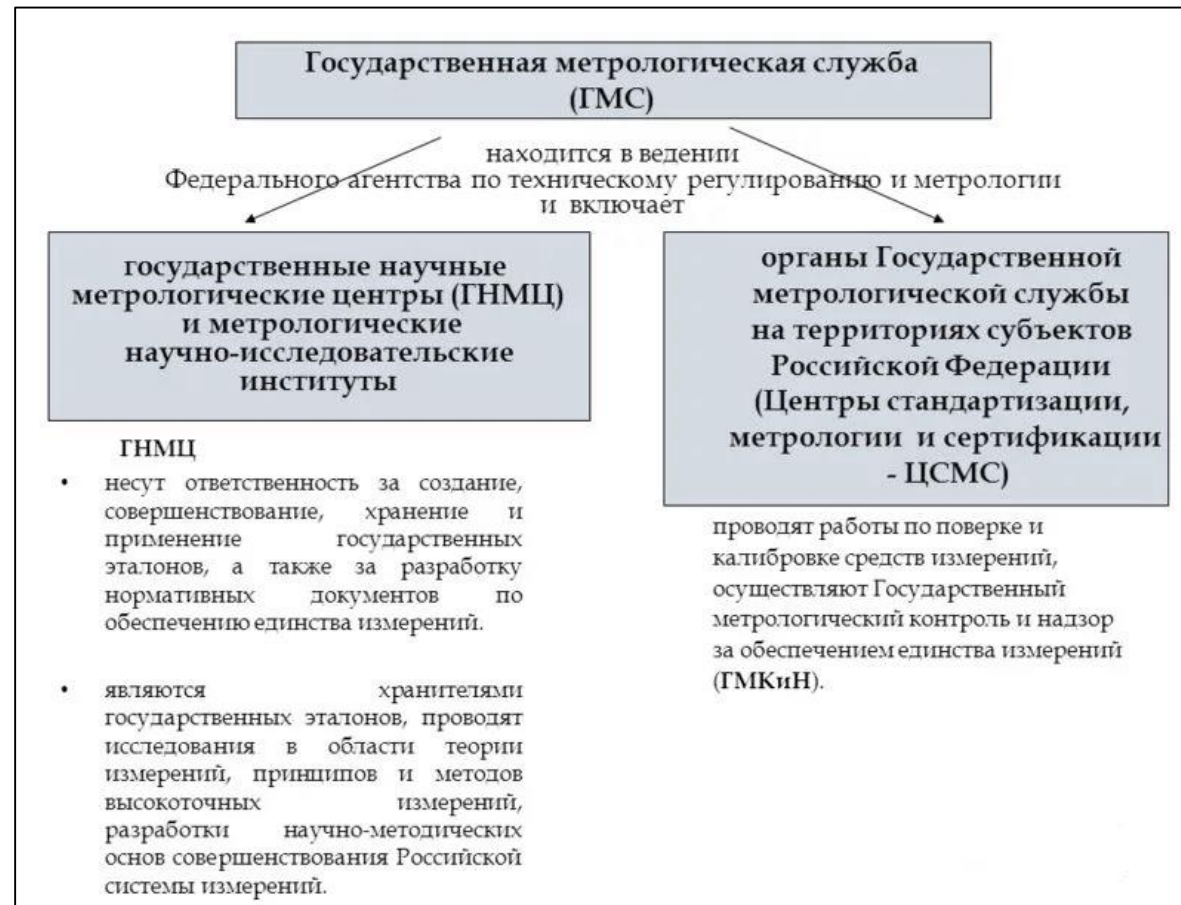 Государственная метрологическая служба
(ГМС)
находится в ведении
Федерального агентства по техническому регулированию и метрологии
и включает
государственные научные
метрологические центры (ГНМЦ)
и метрологические
научно-исследовательские
институты
ГНМЦ
• несут ответственность за создание,
совершенствование, хранение и
применение государственных
эталонов, а также за разработку
нормативных документов по
обеспечению единства измерений.
• являются хранителями
государственных эталонов, проводят
исследования в области теории
измерений, принципов и методов
высокоточных измерений,
разработки научно-методических
основ совершенствования Российской
системы измерений.
органы Государственной
метрологической службы
на территориях субъектов
Российской Федерации
(Центры стандартизации,
метрологии и сертификации
- ЦСМС)
проводят работы по поверке и
калибровке средств измерений,
осуществляют Государственный
метрологический контроль и надзор
за обеспечением единства измерений
(ГМКиН).